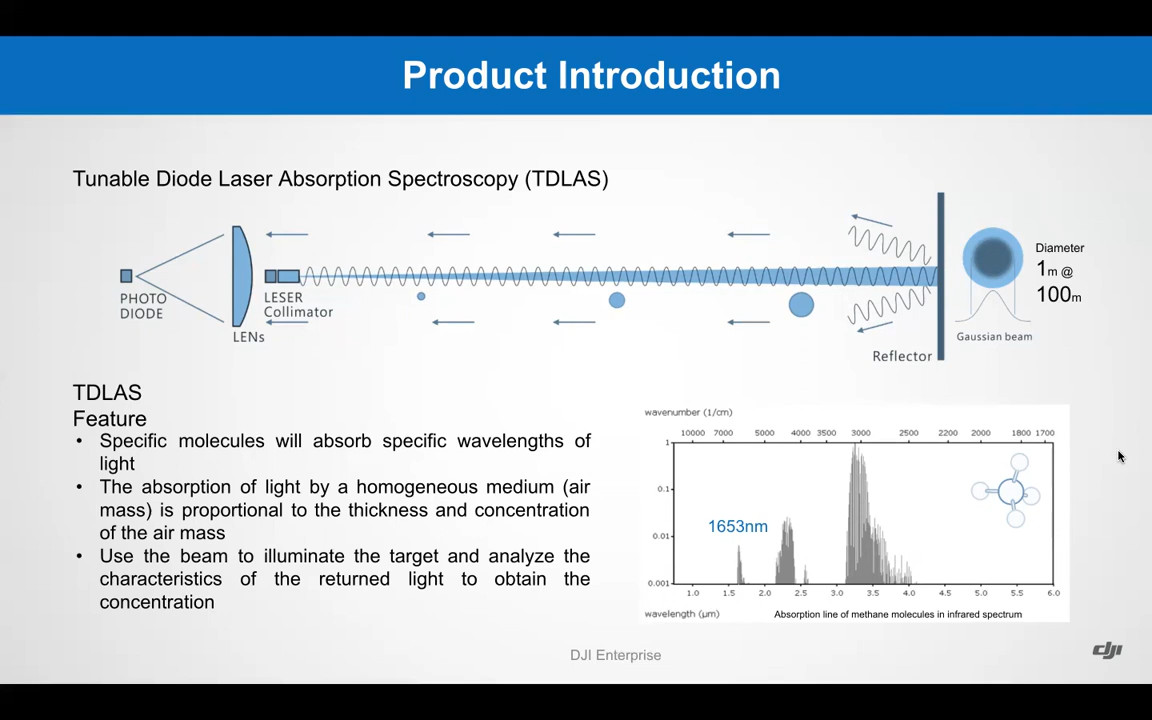 Product Introduction
Tunable Diode Laser Absorption Spectroscopy (TDLAS)
PHOTO
DIODE
LENs
LESER
Collimator
Reflector
Diameter
1m @
100m
Gaussian beam
TDLAS
Feature
• Specific molecules will absorb specific wavelengths of
light
• The absorption of light by a homogeneous medium (air
mass) is proportional to the thickness and concentration
of the air mass
• Use the beam to illuminate the target and analyze the
characteristics of the returned light to obtain the
concentration
wavenumber (1/cm)
10000 7000 5000 4000 3500 3000 2500 2200 2000 1800 1700
1
0.1
0.01
0.001
1653nm
1.0 1.5 2.0 2.5 3.0 3.5 4.0 4.5 5.0 5.5 6.0
wavelength (μm)
Absorption line of methane molecules in infrared spectrum
DJI Enterprise
dji